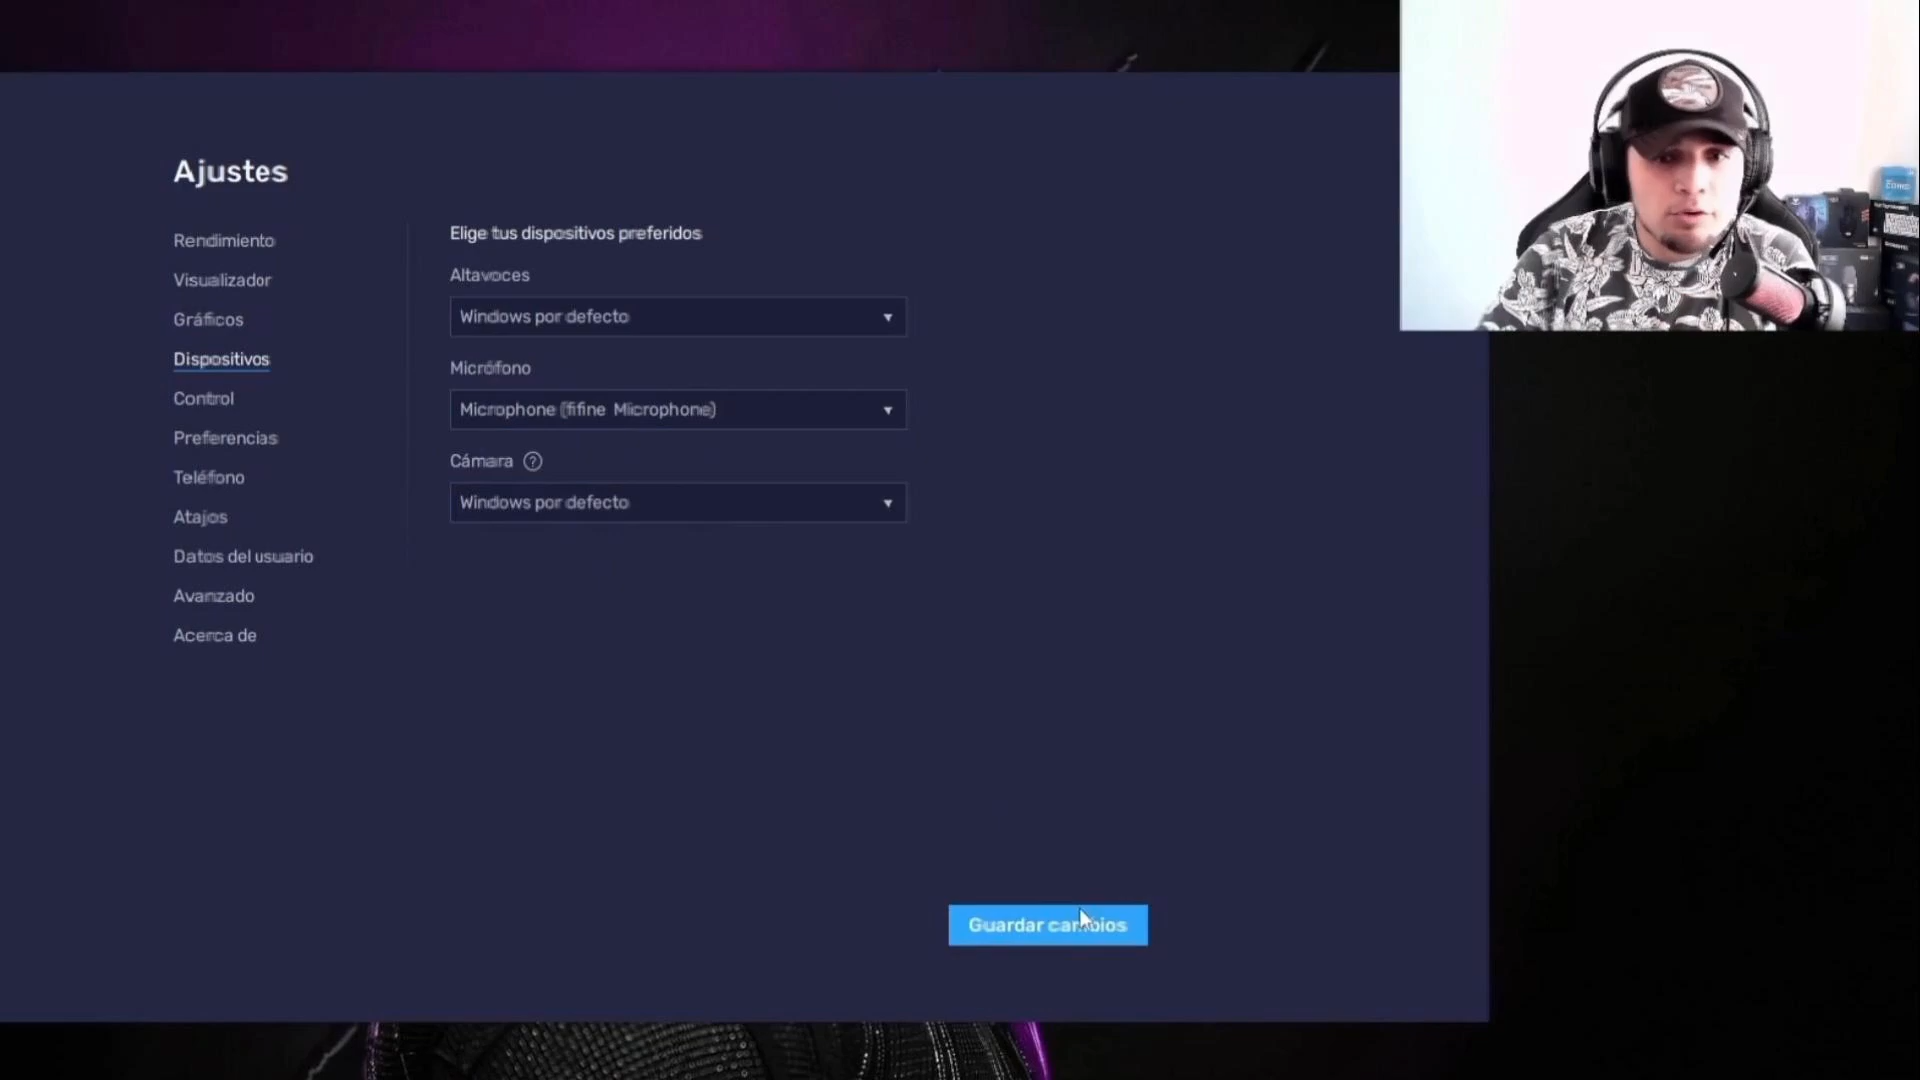 Ajustes
Rendimiento
Visualizador
Gráficos
Dispositivos
Control
Preferencias
Teléfono
Atajos
Datos del usuario
Avanzado
Acerca de
Elige tus dispositivos preferidos
Altavoces
Windows por defecto
Micrófono
Microphone (fifine Microphone)
Cámara ?
Windows por defecto
Guardar cambios